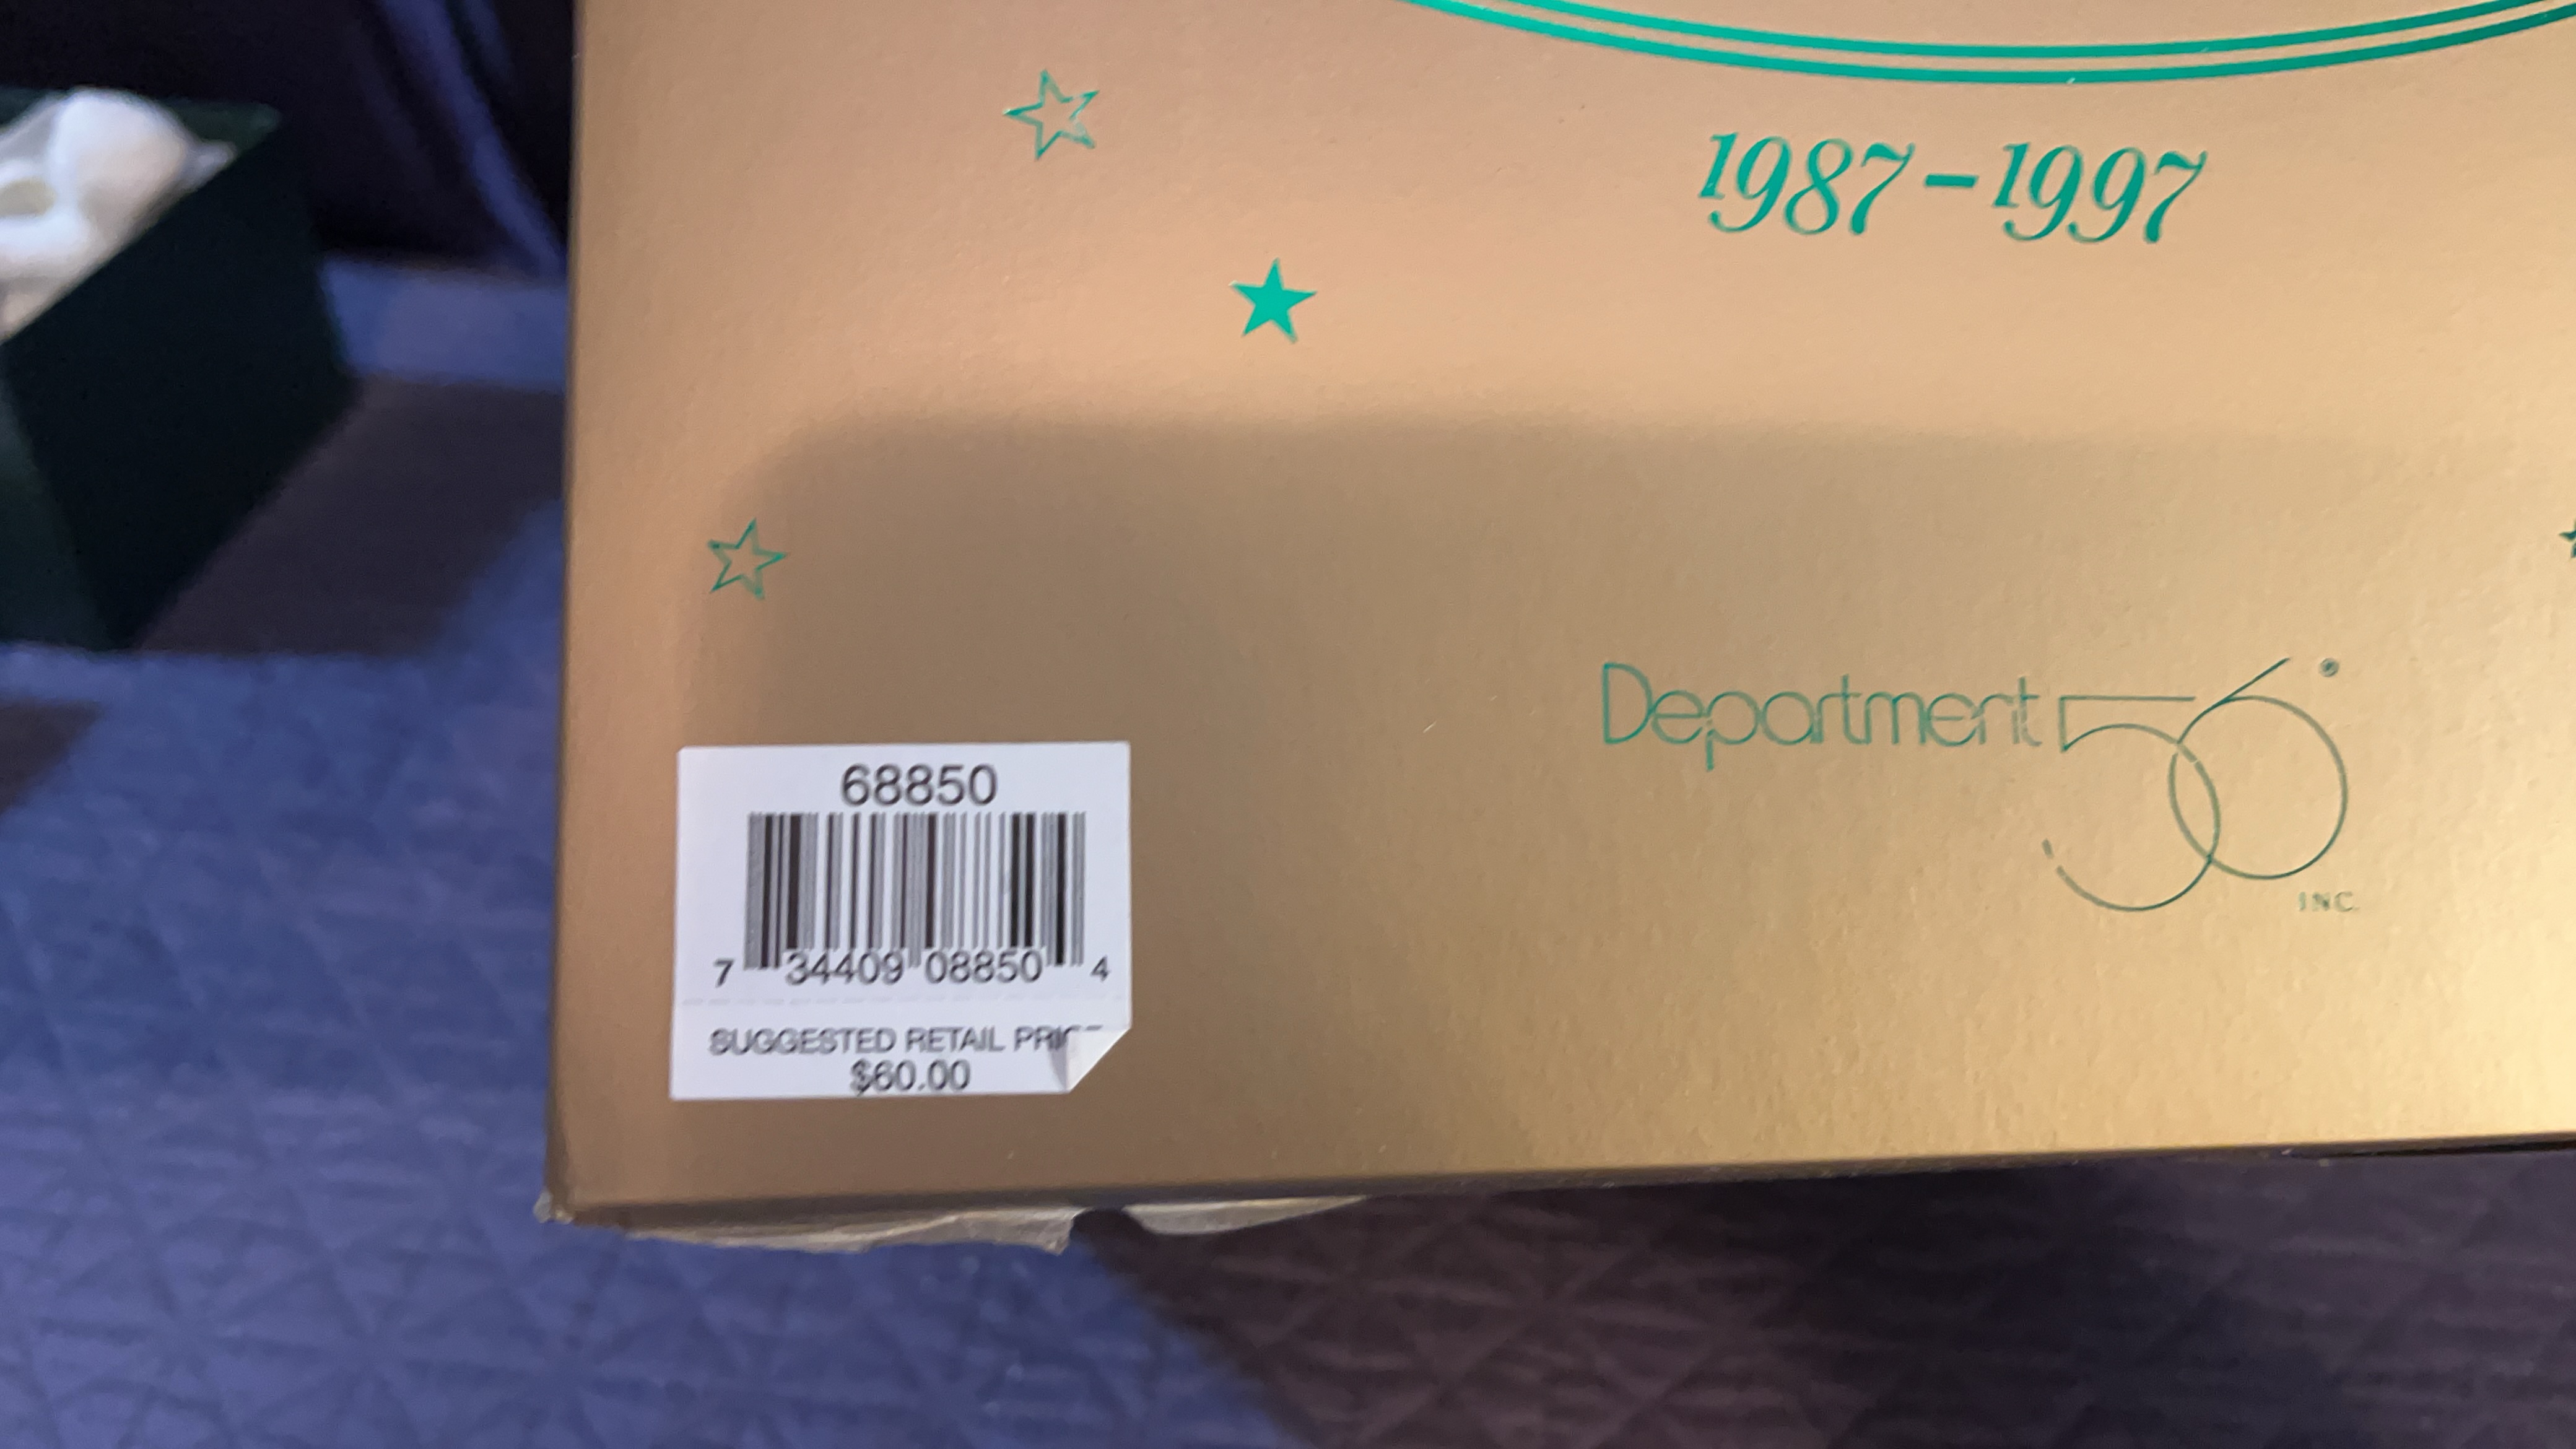 1987-1997
Department 56®
INC.
68850
7 34409 08850 4
SUGGESTED RETAIL
$60.00